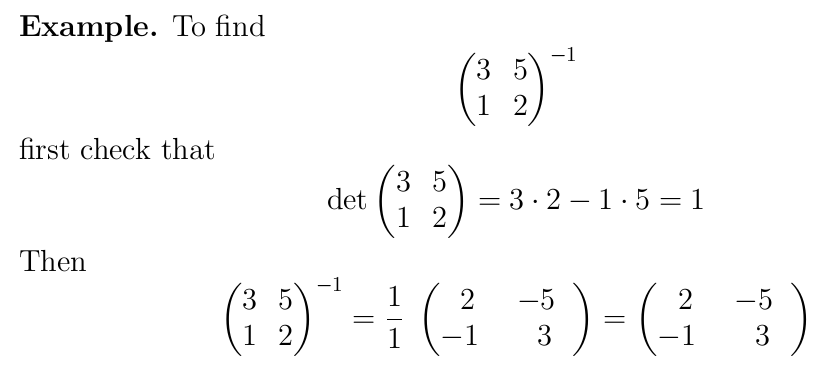 **Example.** To find
$$\begin{pmatrix} 3 & 5 \\ 1 & 2 \end{pmatrix}^{-1}$$
first check that
$$\det \begin{pmatrix} 3 & 5 \\ 1 & 2 \end{pmatrix} = 3 \cdot 2 - 1 \cdot 5 = 1$$
Then
$$\begin{pmatrix} 3 & 5 \\ 1 & 2 \end{pmatrix}^{-1} = \frac{1}{1} \begin{pmatrix} 2 & -5 \\ -1 & 3 \end{pmatrix} = \begin{pmatrix} 2 & -5 \\ -1 & 3 \end{pmatrix}$$